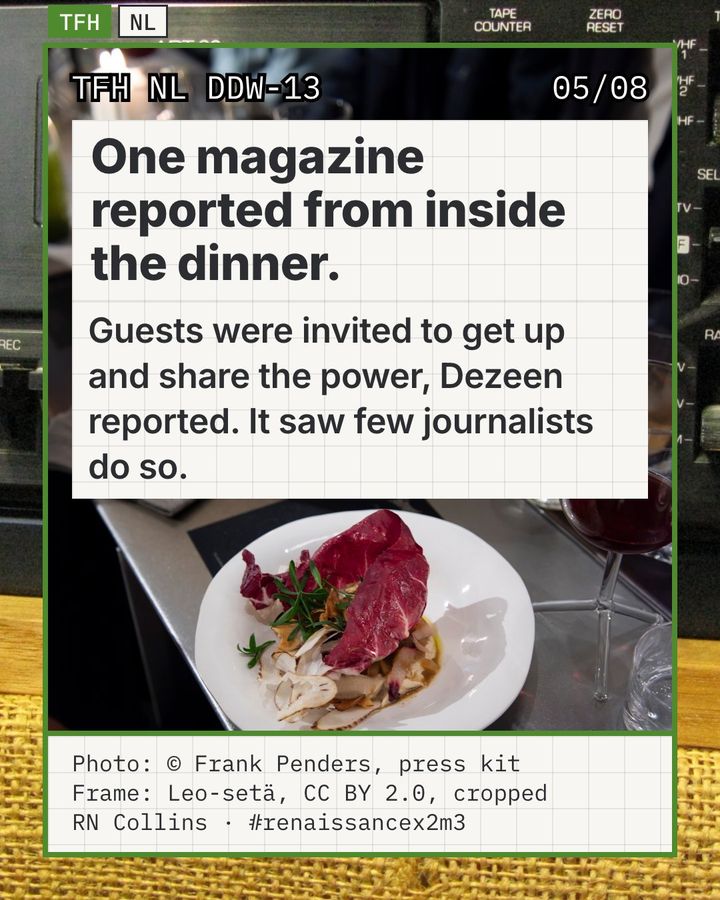 TFH NL
TAPE COUNTER
ZERO RESET
TFH NL DDW-13
05/08
One magazine
reported from inside
the dinner.
Guests were invited to get up
and share the power, Dezeen
reported. It saw few journalists
do so.
REC
Photo: © Frank Penders, press kit
Frame: Leo-setä, CC BY 2.0, cropped
RN Collins · #renaissancex2m3